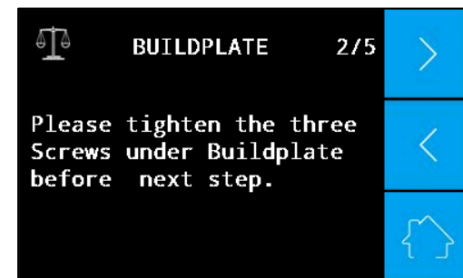 BUILDPLATE 2/5
Please tighten the three
Screws under Buildplate
before next step.